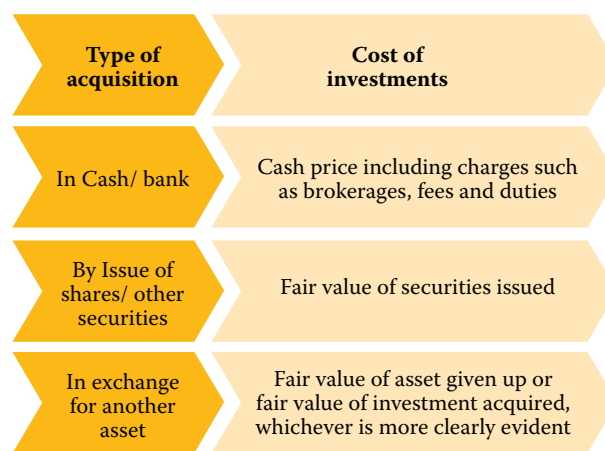 Type of
acquisition
Cost of
investments
In Cash/ bank
Cash price including charges such
as brokerages, fees and duties
By Issue of
shares/ other
securities
Fair value of securities issued
In exchange
for another
asset
Fair value of asset given up or
fair value of investment acquired,
whichever is more clearly evident